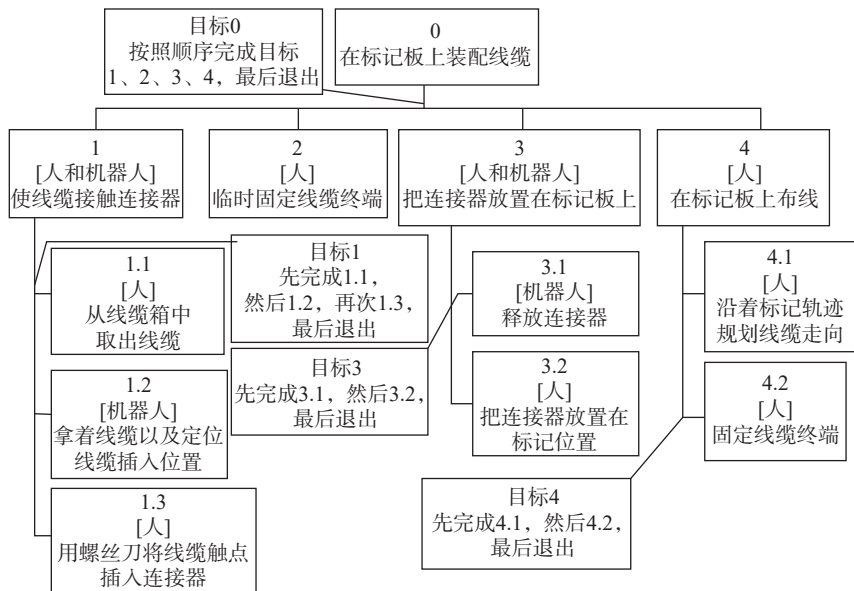 目标0
按照顺序完成目标
1、2、3、4，最后退出
0
在标记板上装配线缆
1
[人和机器人]
使线缆接触连接器
2
[人]
临时固定线缆终端
3
[人和机器人]
把连接器放置在标记板上
4
[人]
在标记板上布线
1.1
[人]
从线缆箱中
取出线缆
目标1
先完成1.1，
然后1.2，再次1.3，
最后退出
3.1
[机器人]
释放连接器
4.1
[人]
沿着标记轨迹
规划线缆走向
1.2
[机器人]
拿着线缆以及定位
线缆插入位置
目标3
先完成3.1，然后3.2，
最后退出
3.2
[人]
把连接器放置在
标记位置
4.2
[人]
固定线缆终端
1.3
[人]
用螺丝刀将线缆触点
插入连接器
目标4
先完成4.1，然后4.2，
最后退出